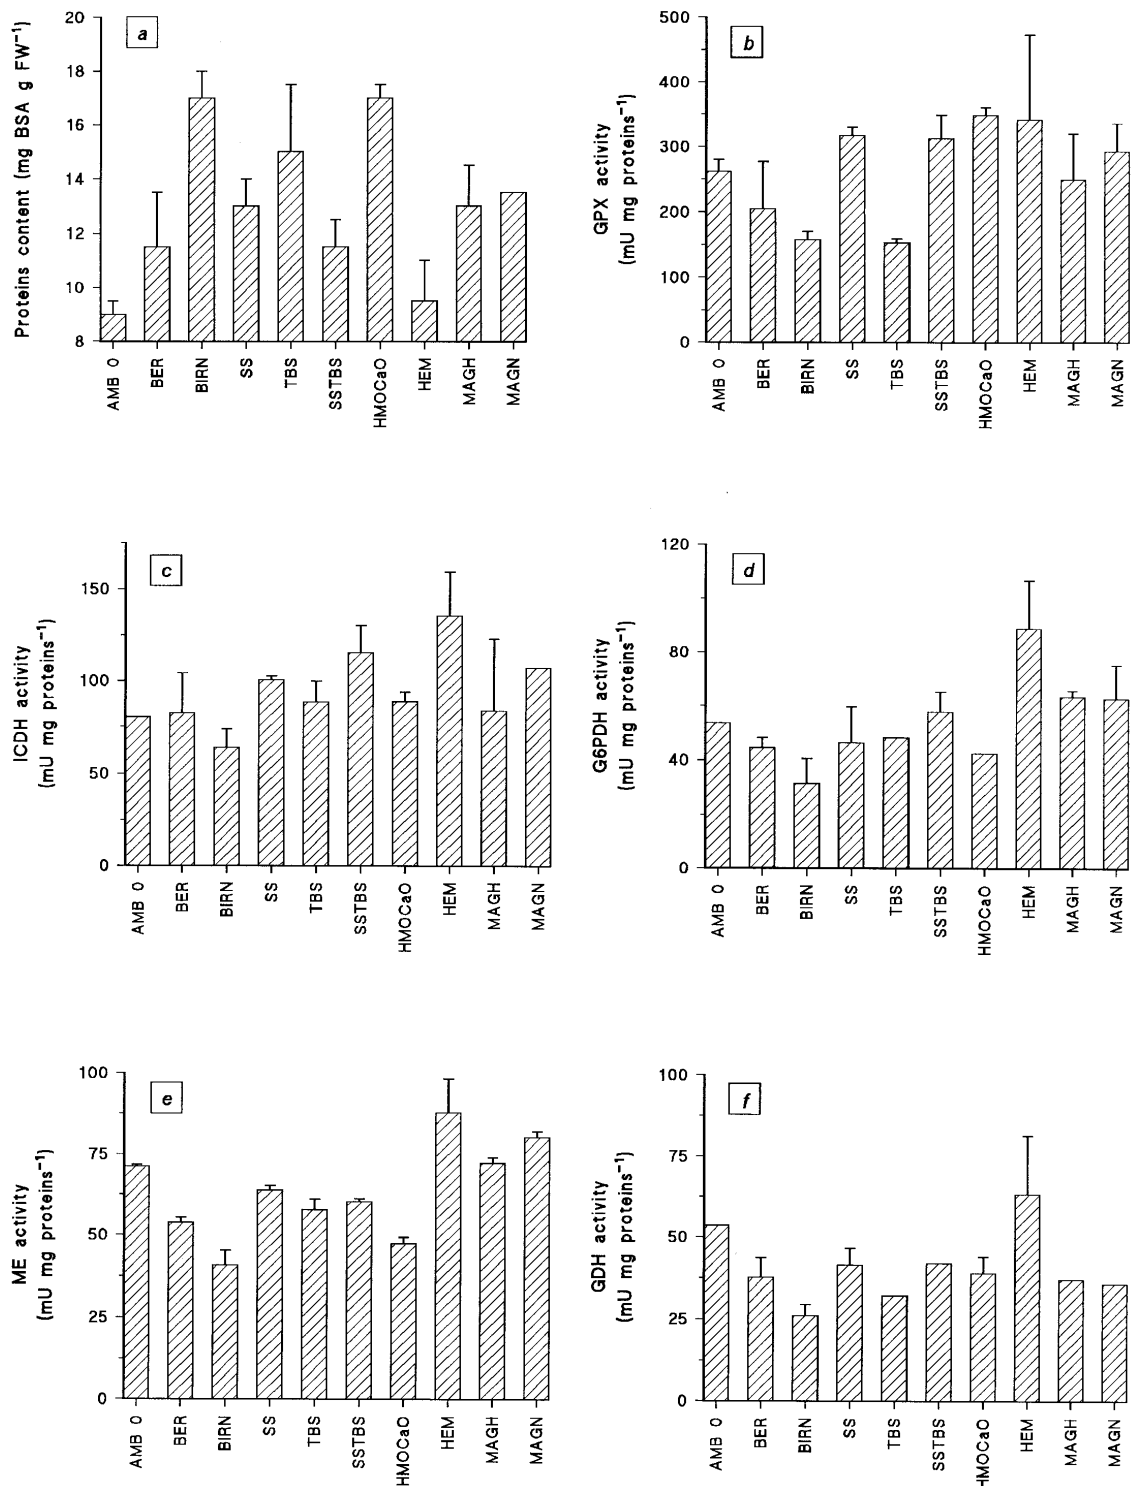 a
Proteins content (mg BSA g FW⁻¹)
20
18
16
14
12
10
8
AMB 0
BER
BIRN
SS
TBS
SSTBS
HMOCaO
HEM
MAGH
MAGN
b
GPX activity
(mU mg proteins⁻¹)
500
400
300
200
100
0
AMB 0
BER
BIRN
SS
TBS
SSTBS
HMOCaO
HEM
MAGH
MAGN
c
ICDH activity
(mU mg proteins⁻¹)
150
100
50
0
AMB 0
BER
BIRN
SS
TBS
SSTBS
HMOCaO
HEM
MAGH
MAGN
d
G6PDH activity
(mU mg proteins⁻¹)
120
80
40
0
AMB 0
BER
BIRN
SS
TBS
SSTBS
HMOCaO
HEM
MAGH
MAGN
e
ME activity
(mU mg proteins⁻¹)
100
75
50
25
0
AMB 0
BER
BIRN
SS
TBS
SSTBS
HMOCaO
HEM
MAGH
MAGN
f
GDH activity
(mU mg proteins⁻¹)
100
75
50
25
0
AMB 0
BER
BIRN
SS
TBS
SSTBS
HMOCaO
HEM
MAGH
MAGN